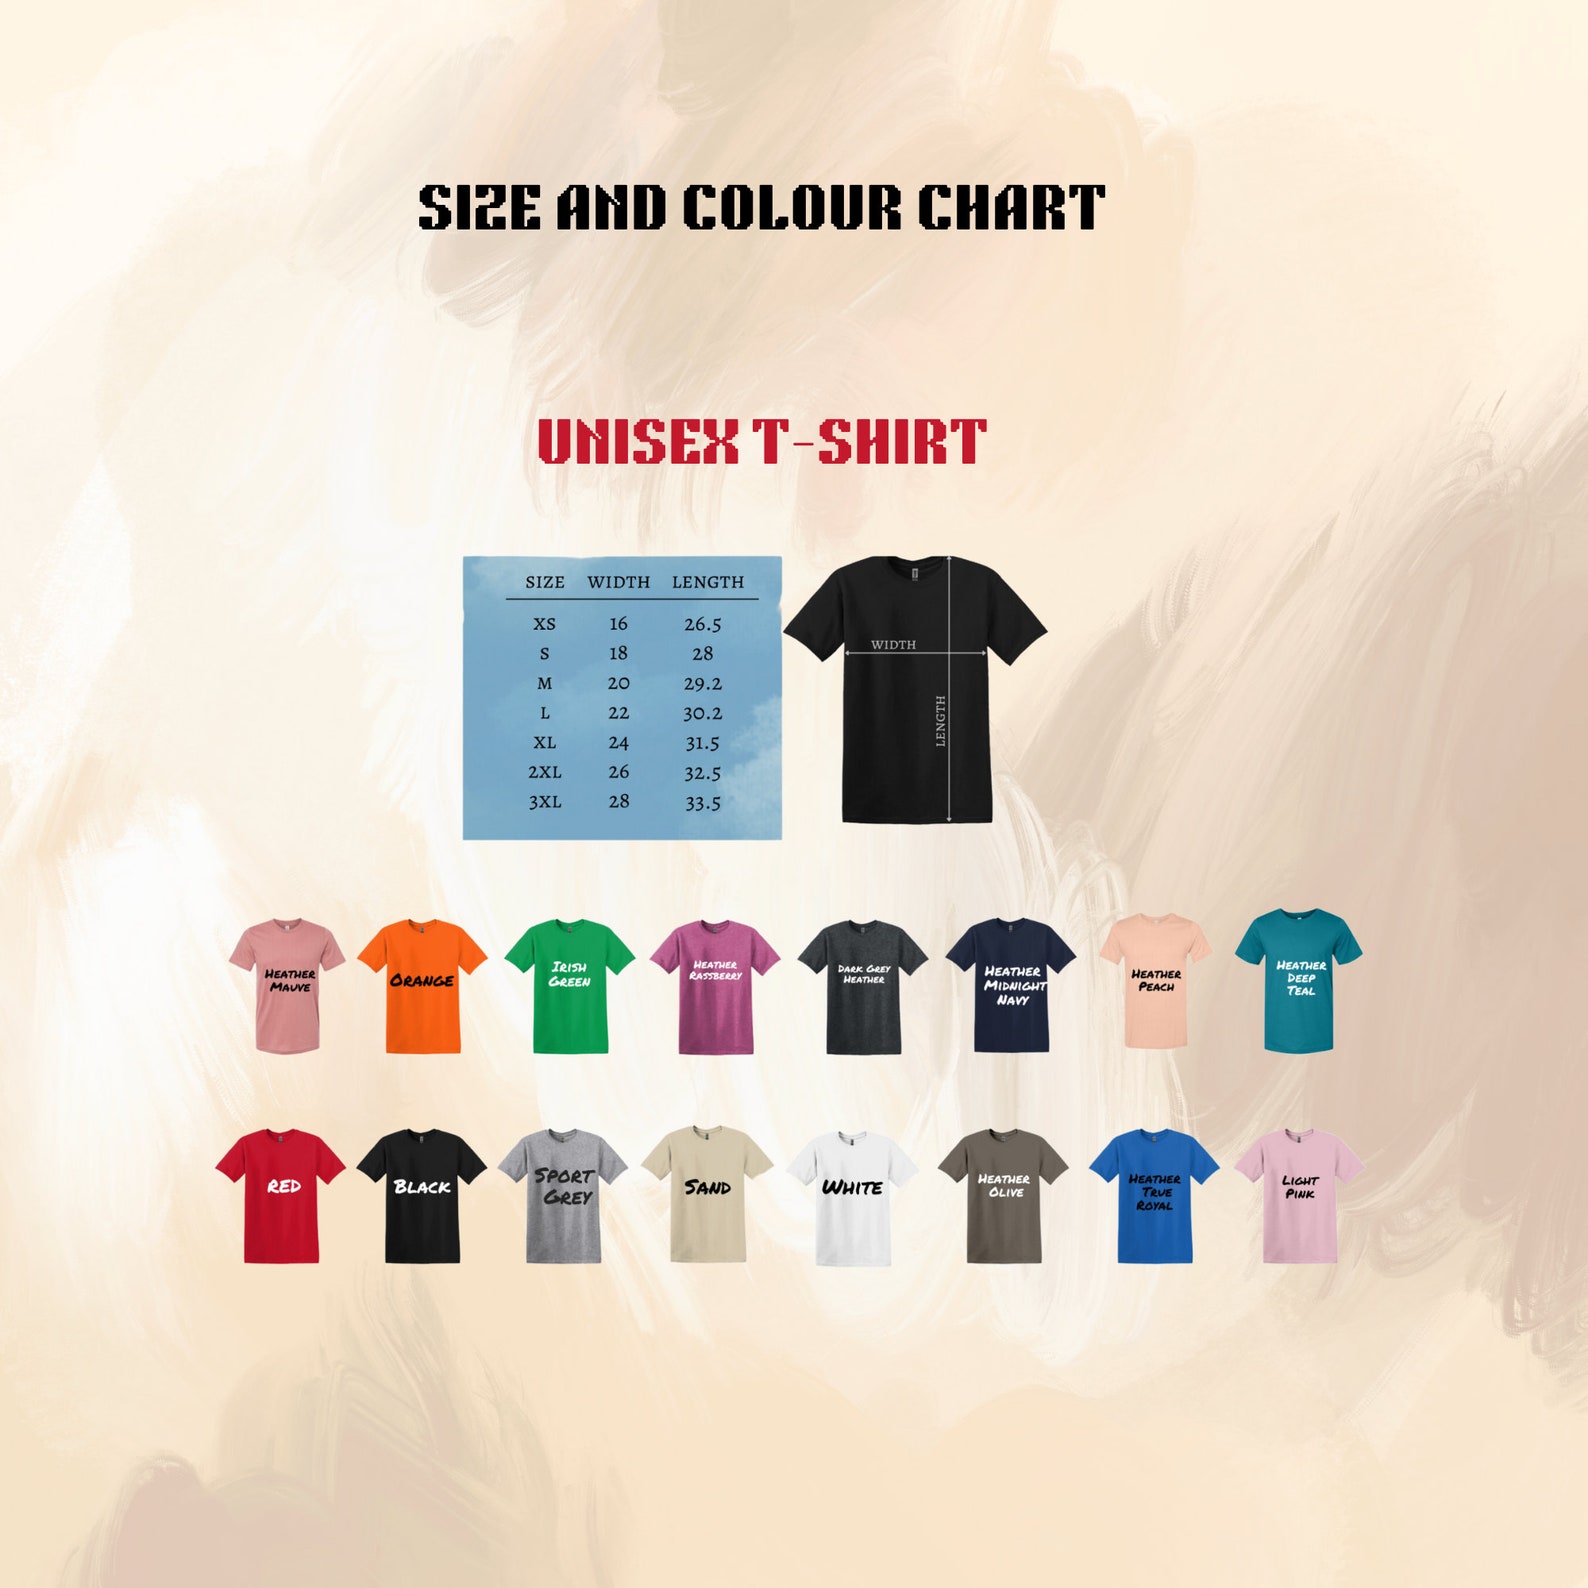 SIZE AND COLOUR CHART
UNISEX T-SHIRT
SIZE WIDTH LENGTH
XS 16 26.5
S 18 28
M 20 29.2
L 22 30.2
XL 24 31.5
2XL 26 32.5
3XL 28 33.5
WIDTH
LENGTH
HEATHER
MAUVE
ORANGE
IRISH
GREEN
HEATHER
RASSBERRY
DARK GREY
HEATHER
HEATHER
MIDNIGHT
NAVY
HEATHER
PEACH
HEATHER
DEEP
TEAL
RED
BLACK
SPORT
GREY
SAND
WHITE
HEATHER
OLIVE
HEATHER
TRUE
ROYAL
LIGHT
PINK